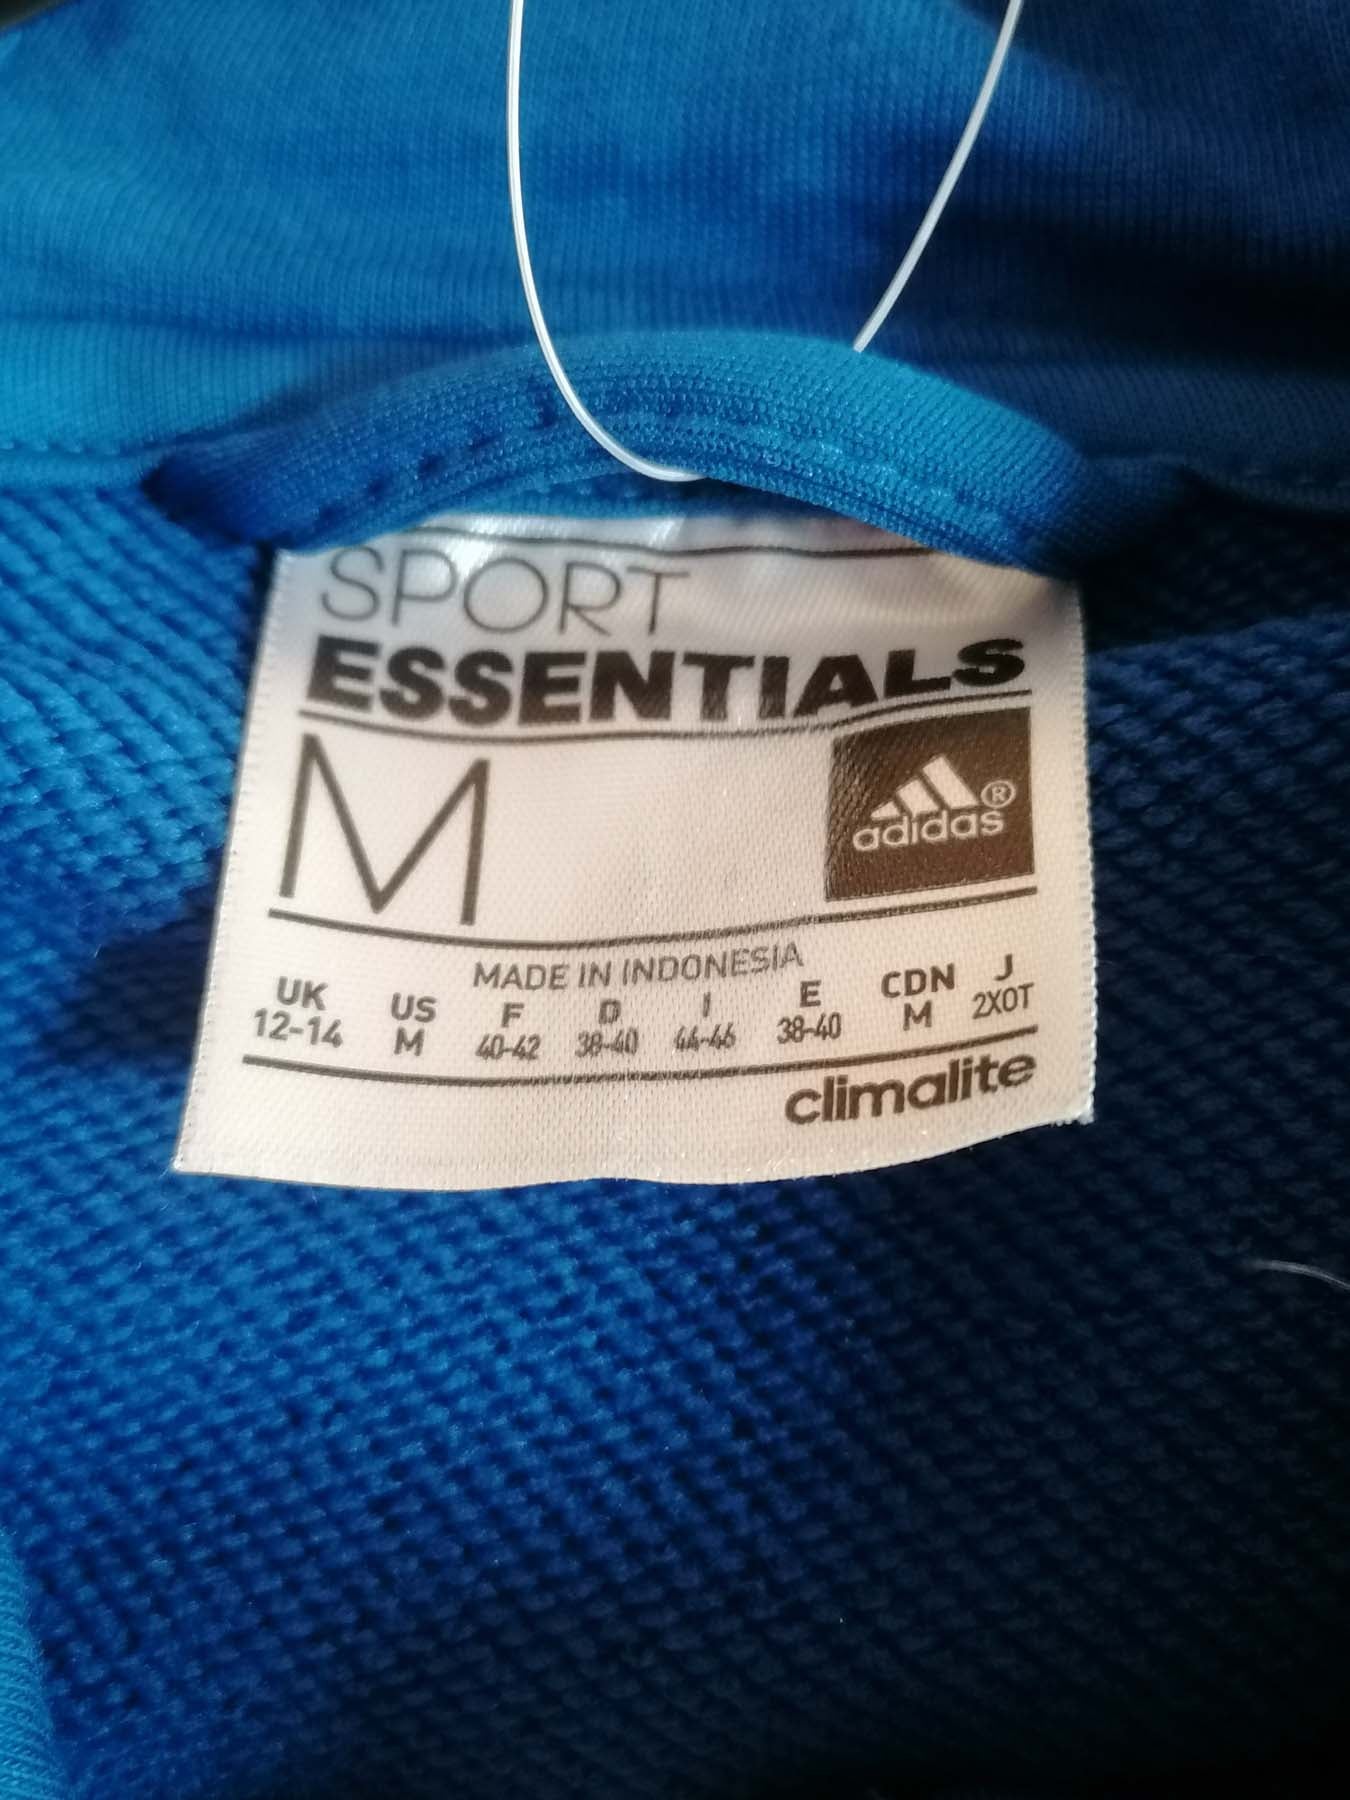 SPORT
ESSENTIALS
M
adidas®
MADE IN INDONESIA
UK US F D I E CDN J
12-14 M 40-42 38-40 44-46 38-40 M 2XOT
climalite